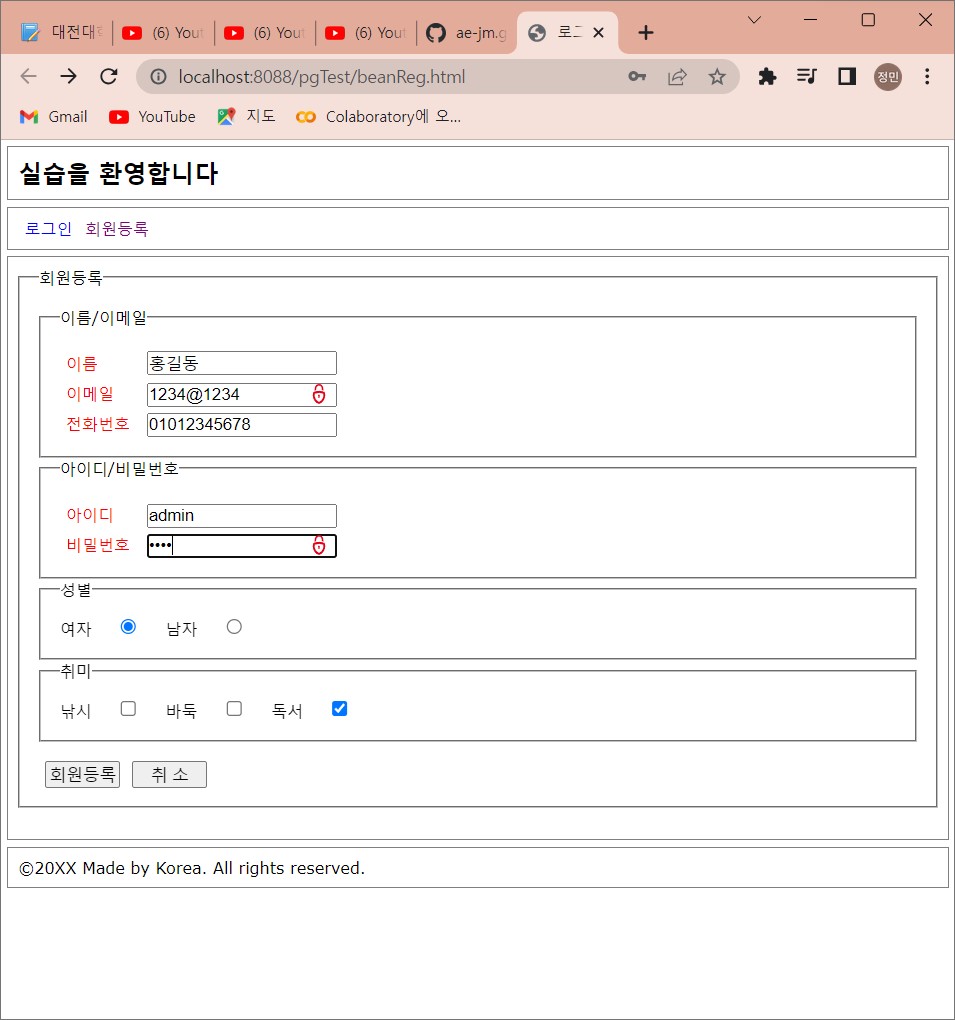 대전대 (6) You (6) You (6) You ae-jm.g 로그
localhost:8088/pgTest/beanReg.html 정민
Gmail YouTube 지도 Colaboratory에 오...
실습을 환영합니다
로그인 회원등록
회원등록
이름/이메일
이름 홍길동
이메일 1234@1234
전화번호 01012345678
아이디/비밀번호
아이디 admin
비밀번호 ••••
성별
여자 남자
취미
낚시 바둑 독서
회원등록 취 소
©20XX Made by Korea. All rights reserved.